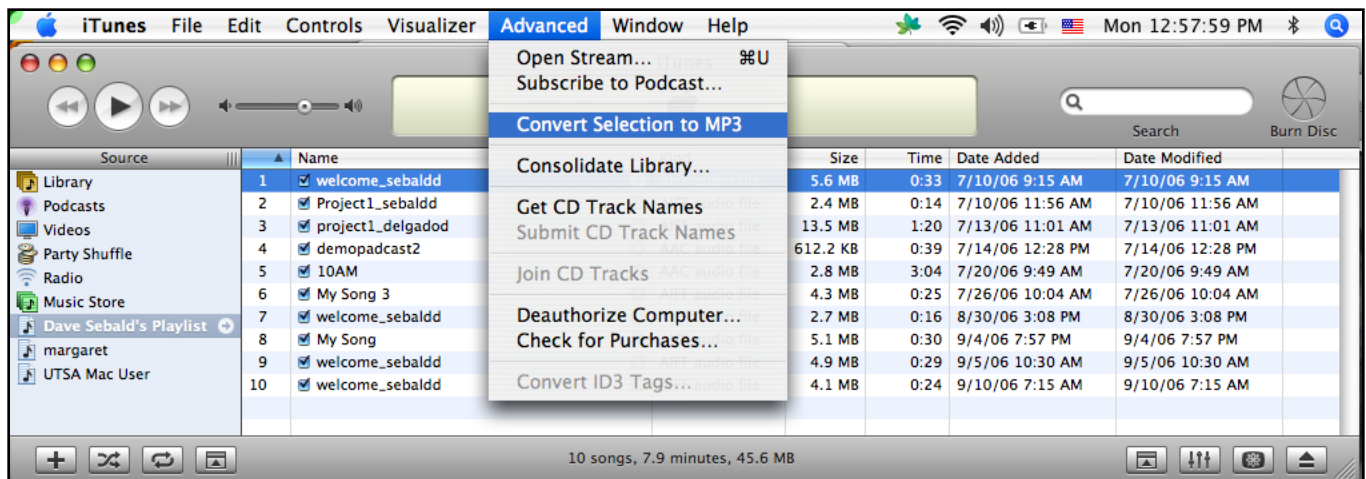 iTunes File Edit Controls Visualizer Advanced Window Help Mon 12:57:59 PM
Open Stream... ⌘U
Subscribe to Podcast...
Convert Selection to MP3
Consolidate Library...
Get CD Track Names
Submit CD Track Names
Join CD Tracks
Deauthorize Computer...
Check for Purchases...
Convert ID3 Tags...
Search Burn Disc
Source
Library
Podcasts
Videos
Party Shuffle
Radio
Music Store
Dave Sebald's Playlist
margaret
UTSA Mac User
Name Size Time Date Added Date Modified
1 welcome_sebaldd 5.6 MB 0:33 7/10/06 9:15 AM 7/10/06 9:15 AM
2 Project1_sebaldd 2.4 MB 0:14 7/10/06 11:56 AM 7/10/06 11:56 AM
3 project1_delgadod 13.5 MB 1:20 7/13/06 11:01 AM 7/13/06 11:01 AM
4 demopadcast2 612.2 KB 0:39 7/14/06 12:28 PM 7/14/06 12:28 PM
5 10AM 2.8 MB 3:04 7/20/06 9:49 AM 7/20/06 9:49 AM
6 My Song 3 4.3 MB 0:25 7/26/06 10:04 AM 7/26/06 10:04 AM
7 welcome_sebaldd 2.7 MB 0:16 8/30/06 3:08 PM 8/30/06 3:08 PM
8 My Song 5.1 MB 0:30 9/4/06 7:57 PM 9/4/06 7:57 PM
9 welcome_sebaldd 4.9 MB 0:29 9/5/06 10:30 AM 9/5/06 10:30 AM
10 welcome_sebaldd 4.1 MB 0:24 9/10/06 7:15 AM 9/10/06 7:15 AM
10 songs, 7.9 minutes, 45.6 MB